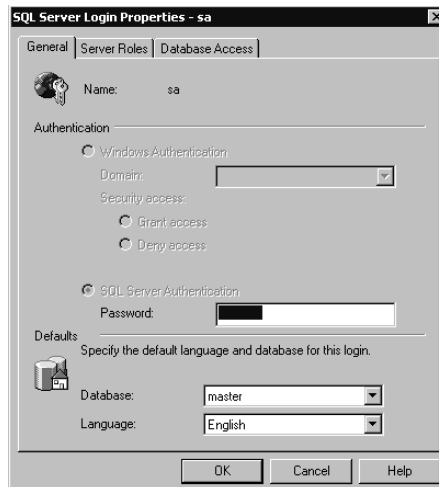 SQL Server Login Properties - sa
General Server Roles Database Access
Name: sa
Authentication
Windows Authentication
Domain:
Security access:
Grant access
Deny access
SQL Server Authentication
Password:
Defaults
Specify the default language and database for this login.
Database: master
Language: English
OK Cancel Help